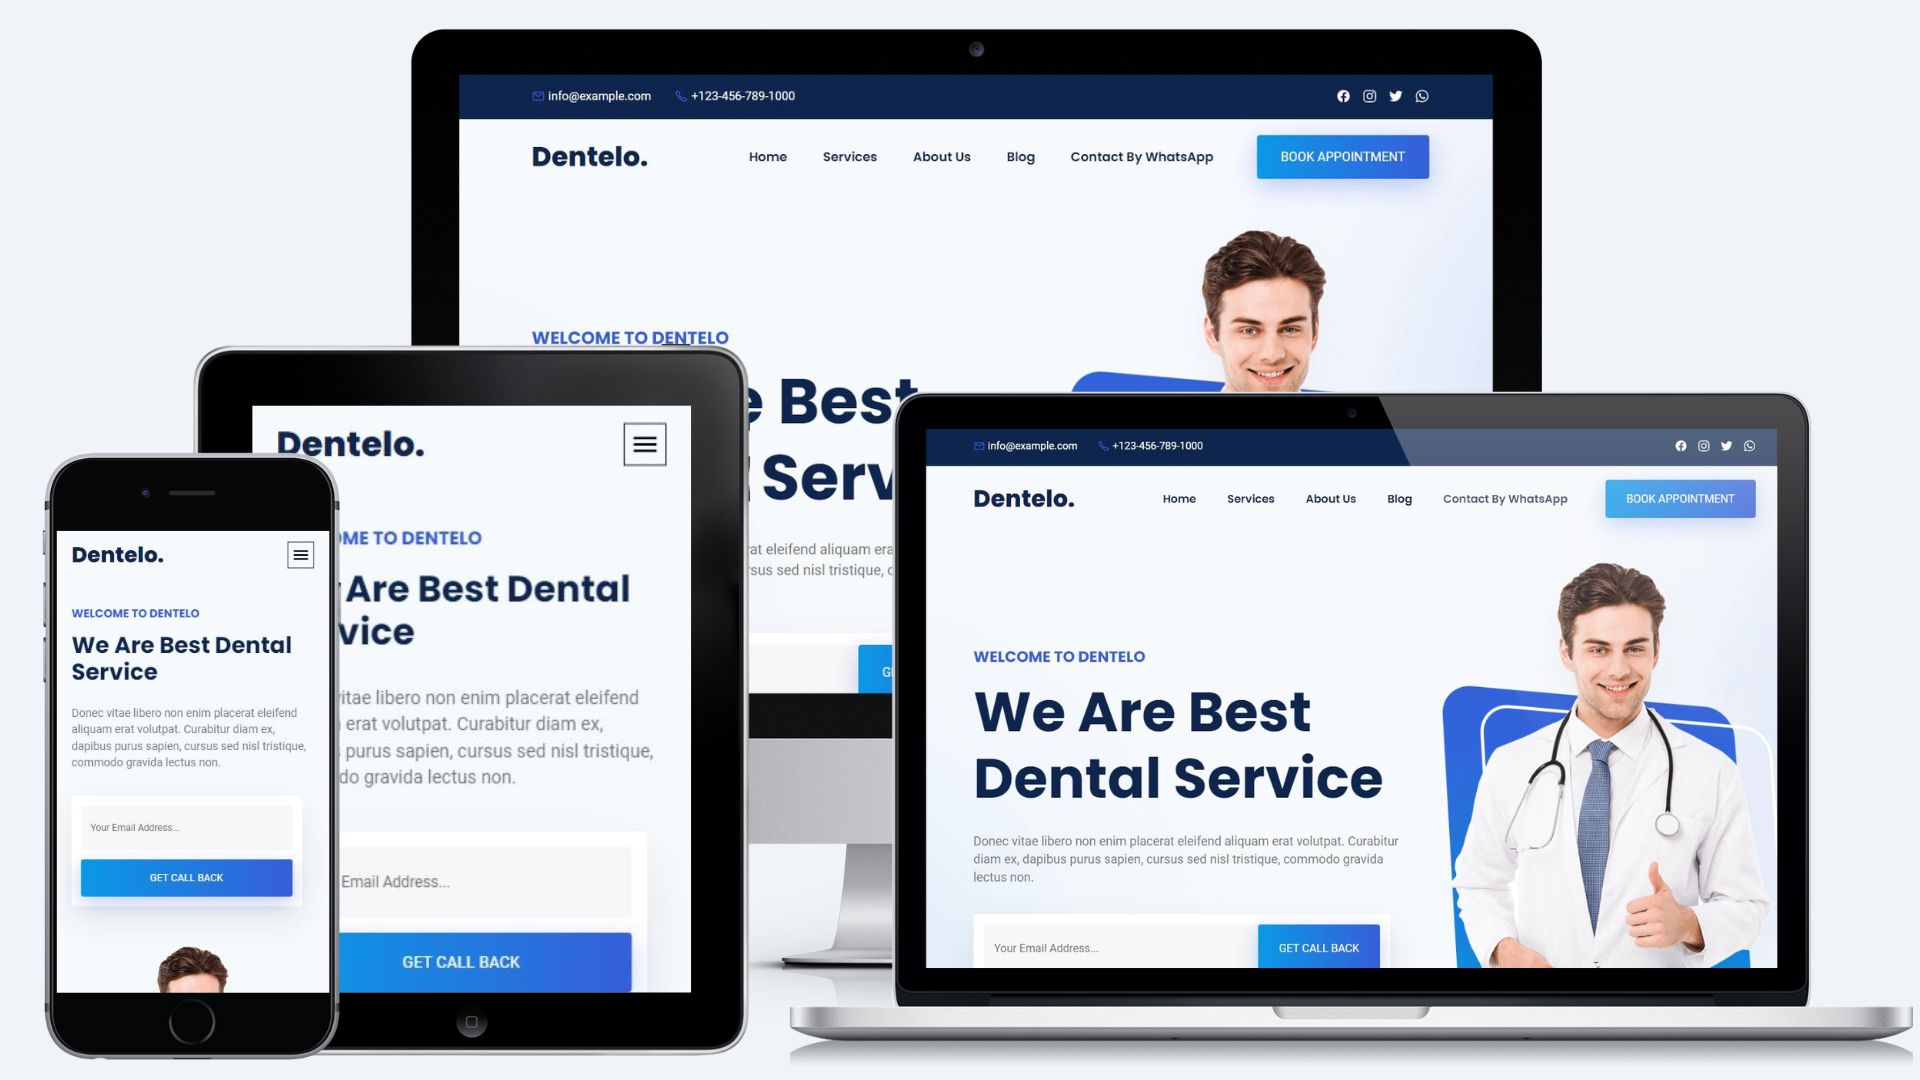 info@example.com +123-456-789-1000
Dentelo. Home Services About Us Blog Contact By WhatsApp BOOK APPOINTMENT
WELCOME TO DENTELO
Best
Serv
eleifend aliquam
sed nisl tristique,
Dentelo.
TO DENTELO
Are Best Dental
libero non enim placerat eleifend
erat volutpat. Curabitur diam ex,
purus sapien, cursus sed nisl tristique,
gravida lectus non.
Email Address...
GET CALL BACK
Dentelo.
WELCOME TO DENTELO
We Are Best Dental
Service
Donec vitae libero non enim placerat eleifend
aliquam erat volutpat. Curabitur diam ex,
dapibus purus sapien, cursus sed nisl tristique,
commodo gravida lectus non.
Your Email Address...
GET CALL BACK
info@example.com +123-456-789-1000
Dentelo. Home Services About Us Blog Contact By WhatsApp BOOK APPOINTMENT
WELCOME TO DENTELO
We Are Best
Dental Service
Donec vitae libero non enim placerat eleifend aliquam erat volutpat. Curabitur
diam ex, dapibus purus sapien, cursus sed nisl tristique, commodo gravida
lectus non.
Your Email Address... GET CALL BACK